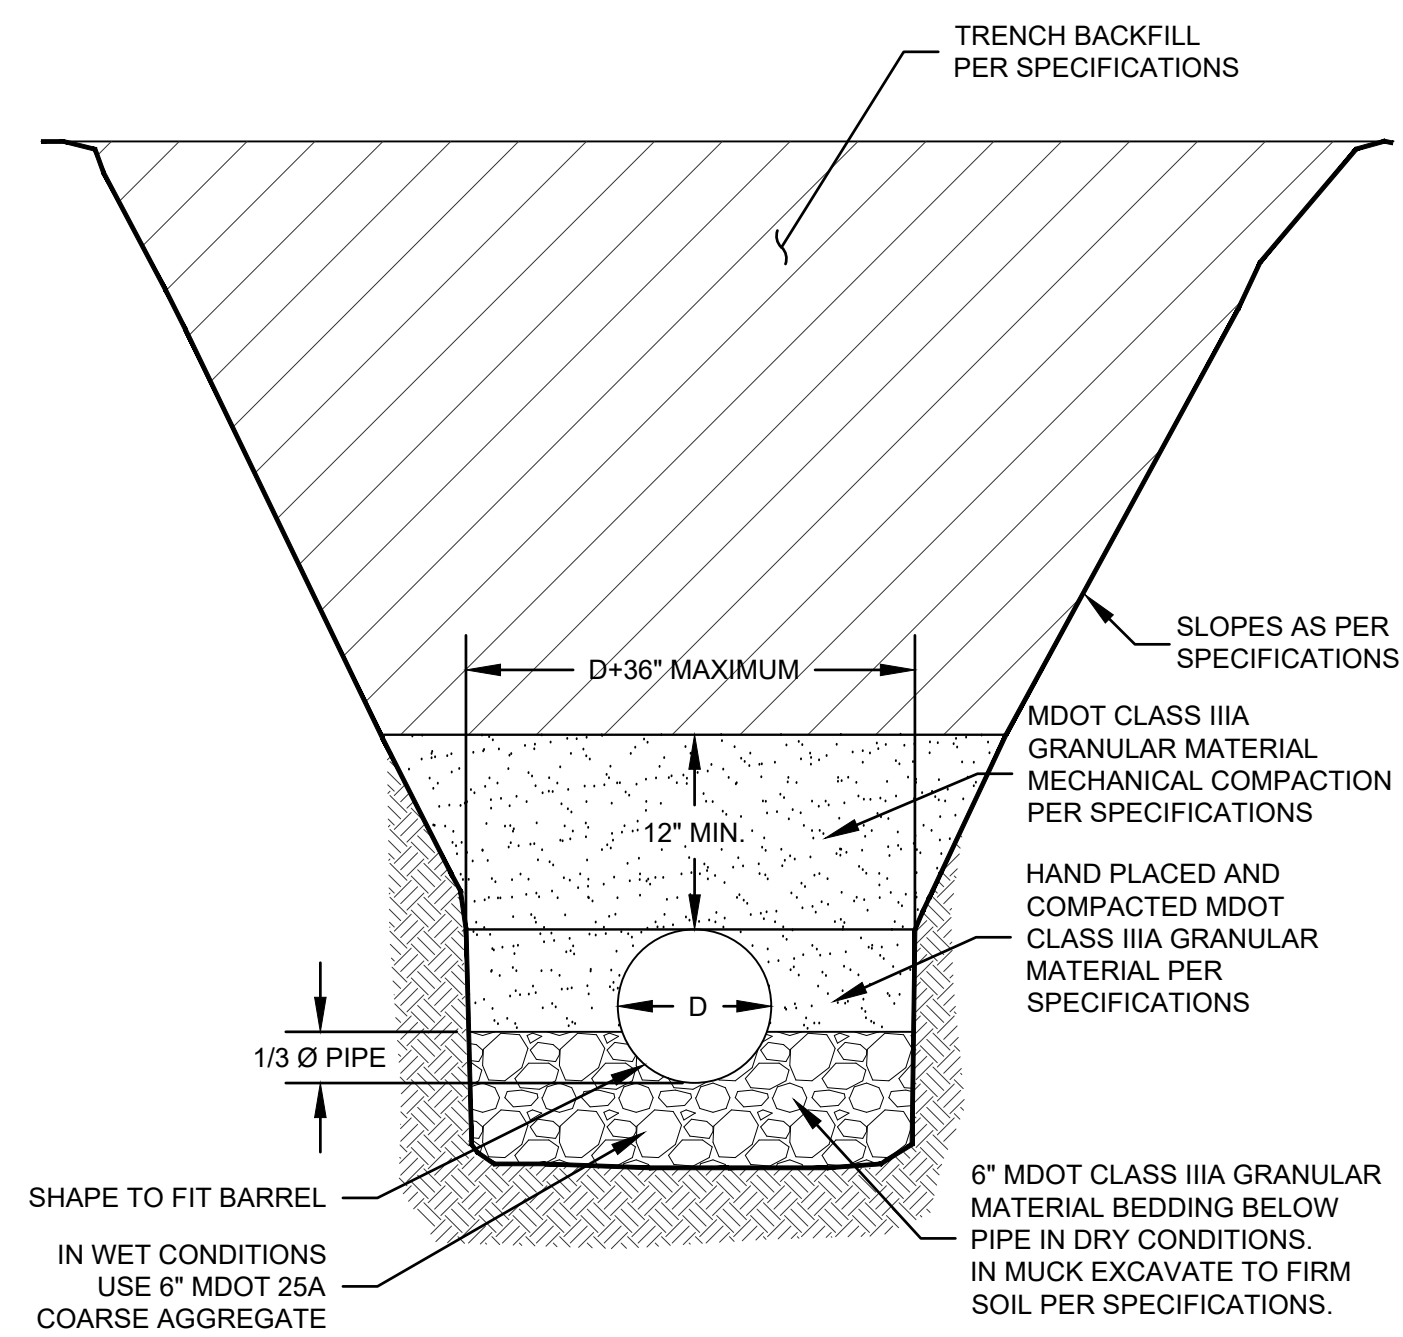 TRENCH BACKFILL
PER SPECIFICATIONS
SLOPES AS PER
SPECIFICATIONS
D+36" MAXIMUM
MDOT CLASS IIIA
GRANULAR MATERIAL
MECHANICAL COMPACTION
PER SPECIFICATIONS
12" MIN.
HAND PLACED AND
COMPACTED MDOT
CLASS IIIA GRANULAR
MATERIAL PER
SPECIFICATIONS
D
1/3 Ø PIPE
SHAPE TO FIT BARREL
IN WET CONDITIONS
USE 6" MDOT 25A
COARSE AGGREGATE
6" MDOT CLASS IIIA GRANULAR
MATERIAL BEDDING BELOW
PIPE IN DRY CONDITIONS.
IN MUCK EXCAVATE TO FIRM
SOIL PER SPECIFICATIONS.